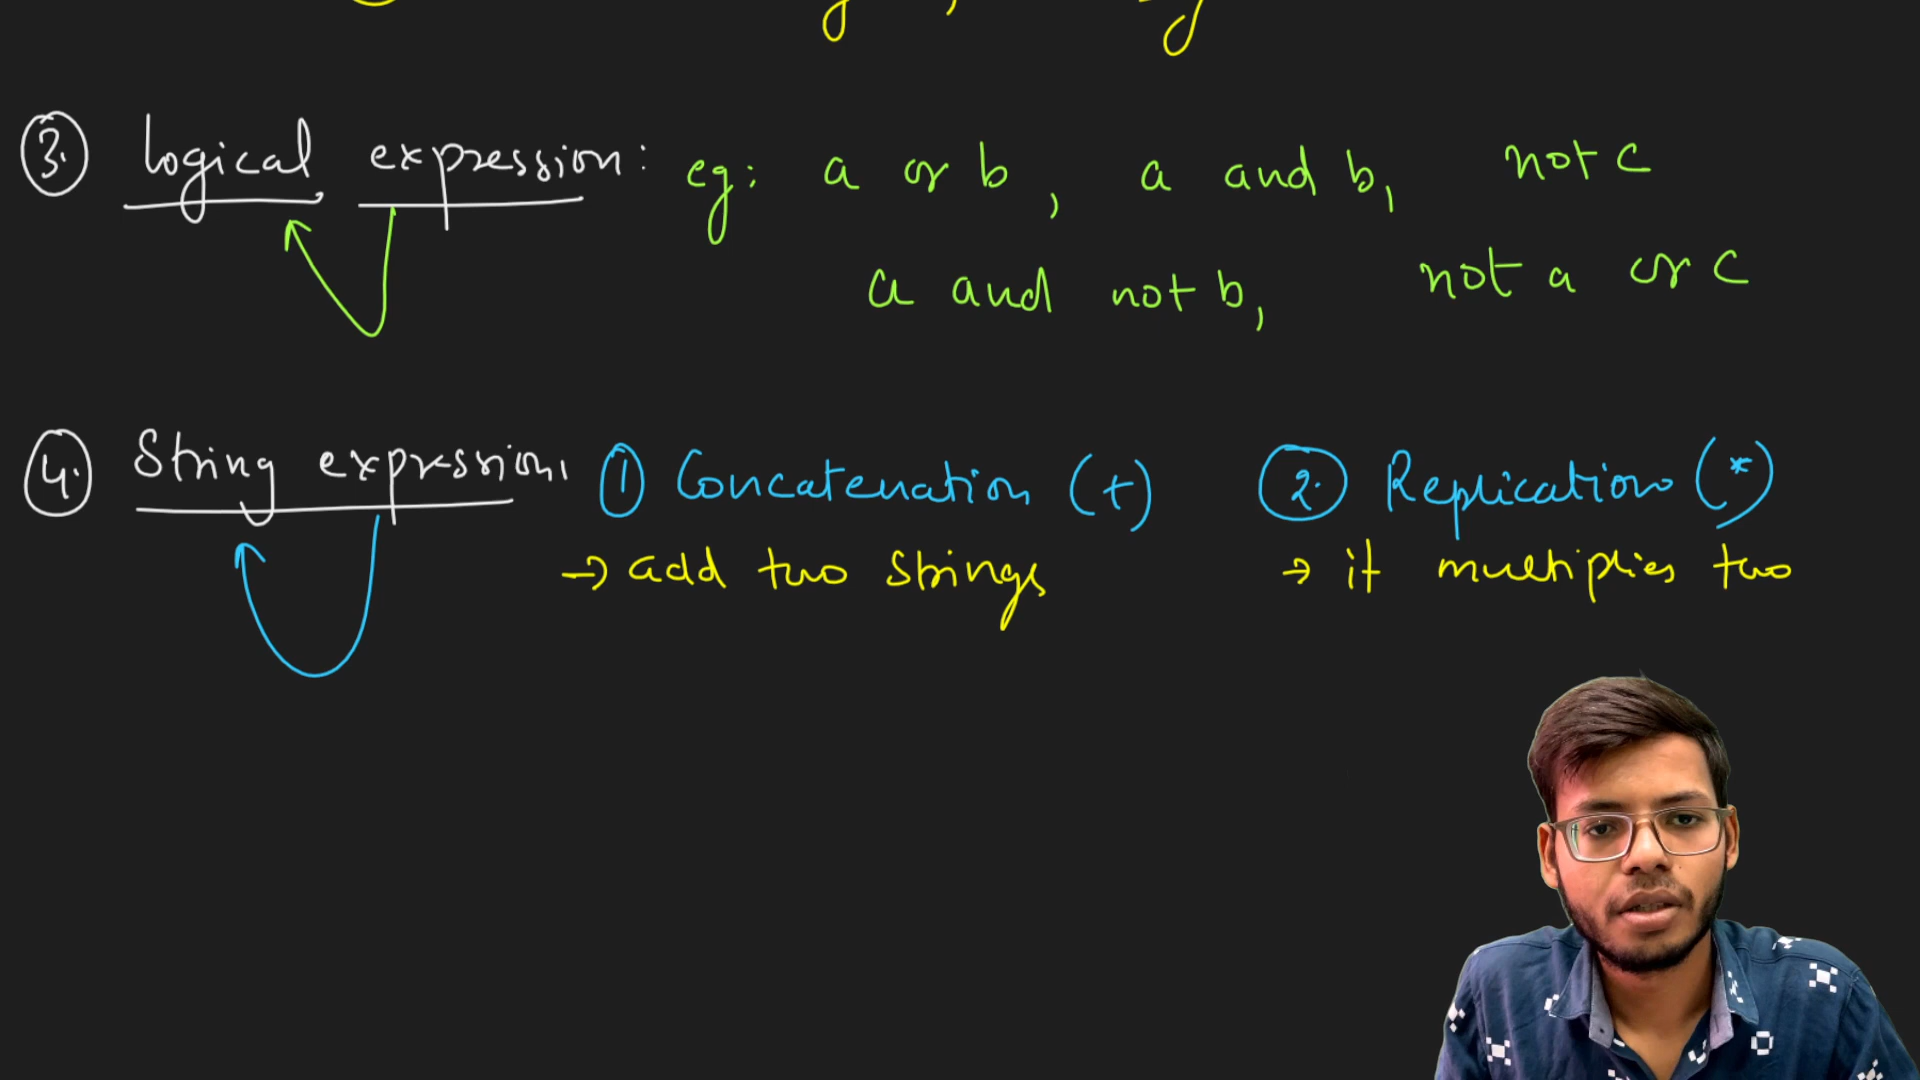 3. Logical expression: eg: a or b, a and b, not c
a and not b, not a or c
4. String expression, 1 Concatenation (+) 2. Replication (*)
→ add two strings → it multiplies two